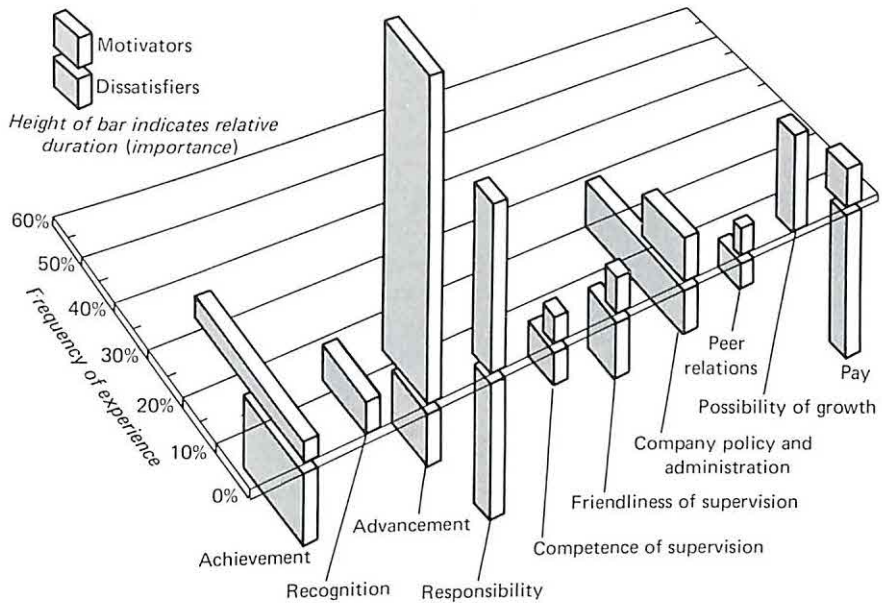 Motivators
Dissatisfiers
Height of bar indicates relative
duration (importance)
60%
50%
40%
30%
20%
10%
0%
Frequency of experience
Achievement
Recognition
Advancement
Responsibility
Competence of supervision
Friendliness of supervision
Company policy and
administration
Peer
relations
Possibility of growth
Pay